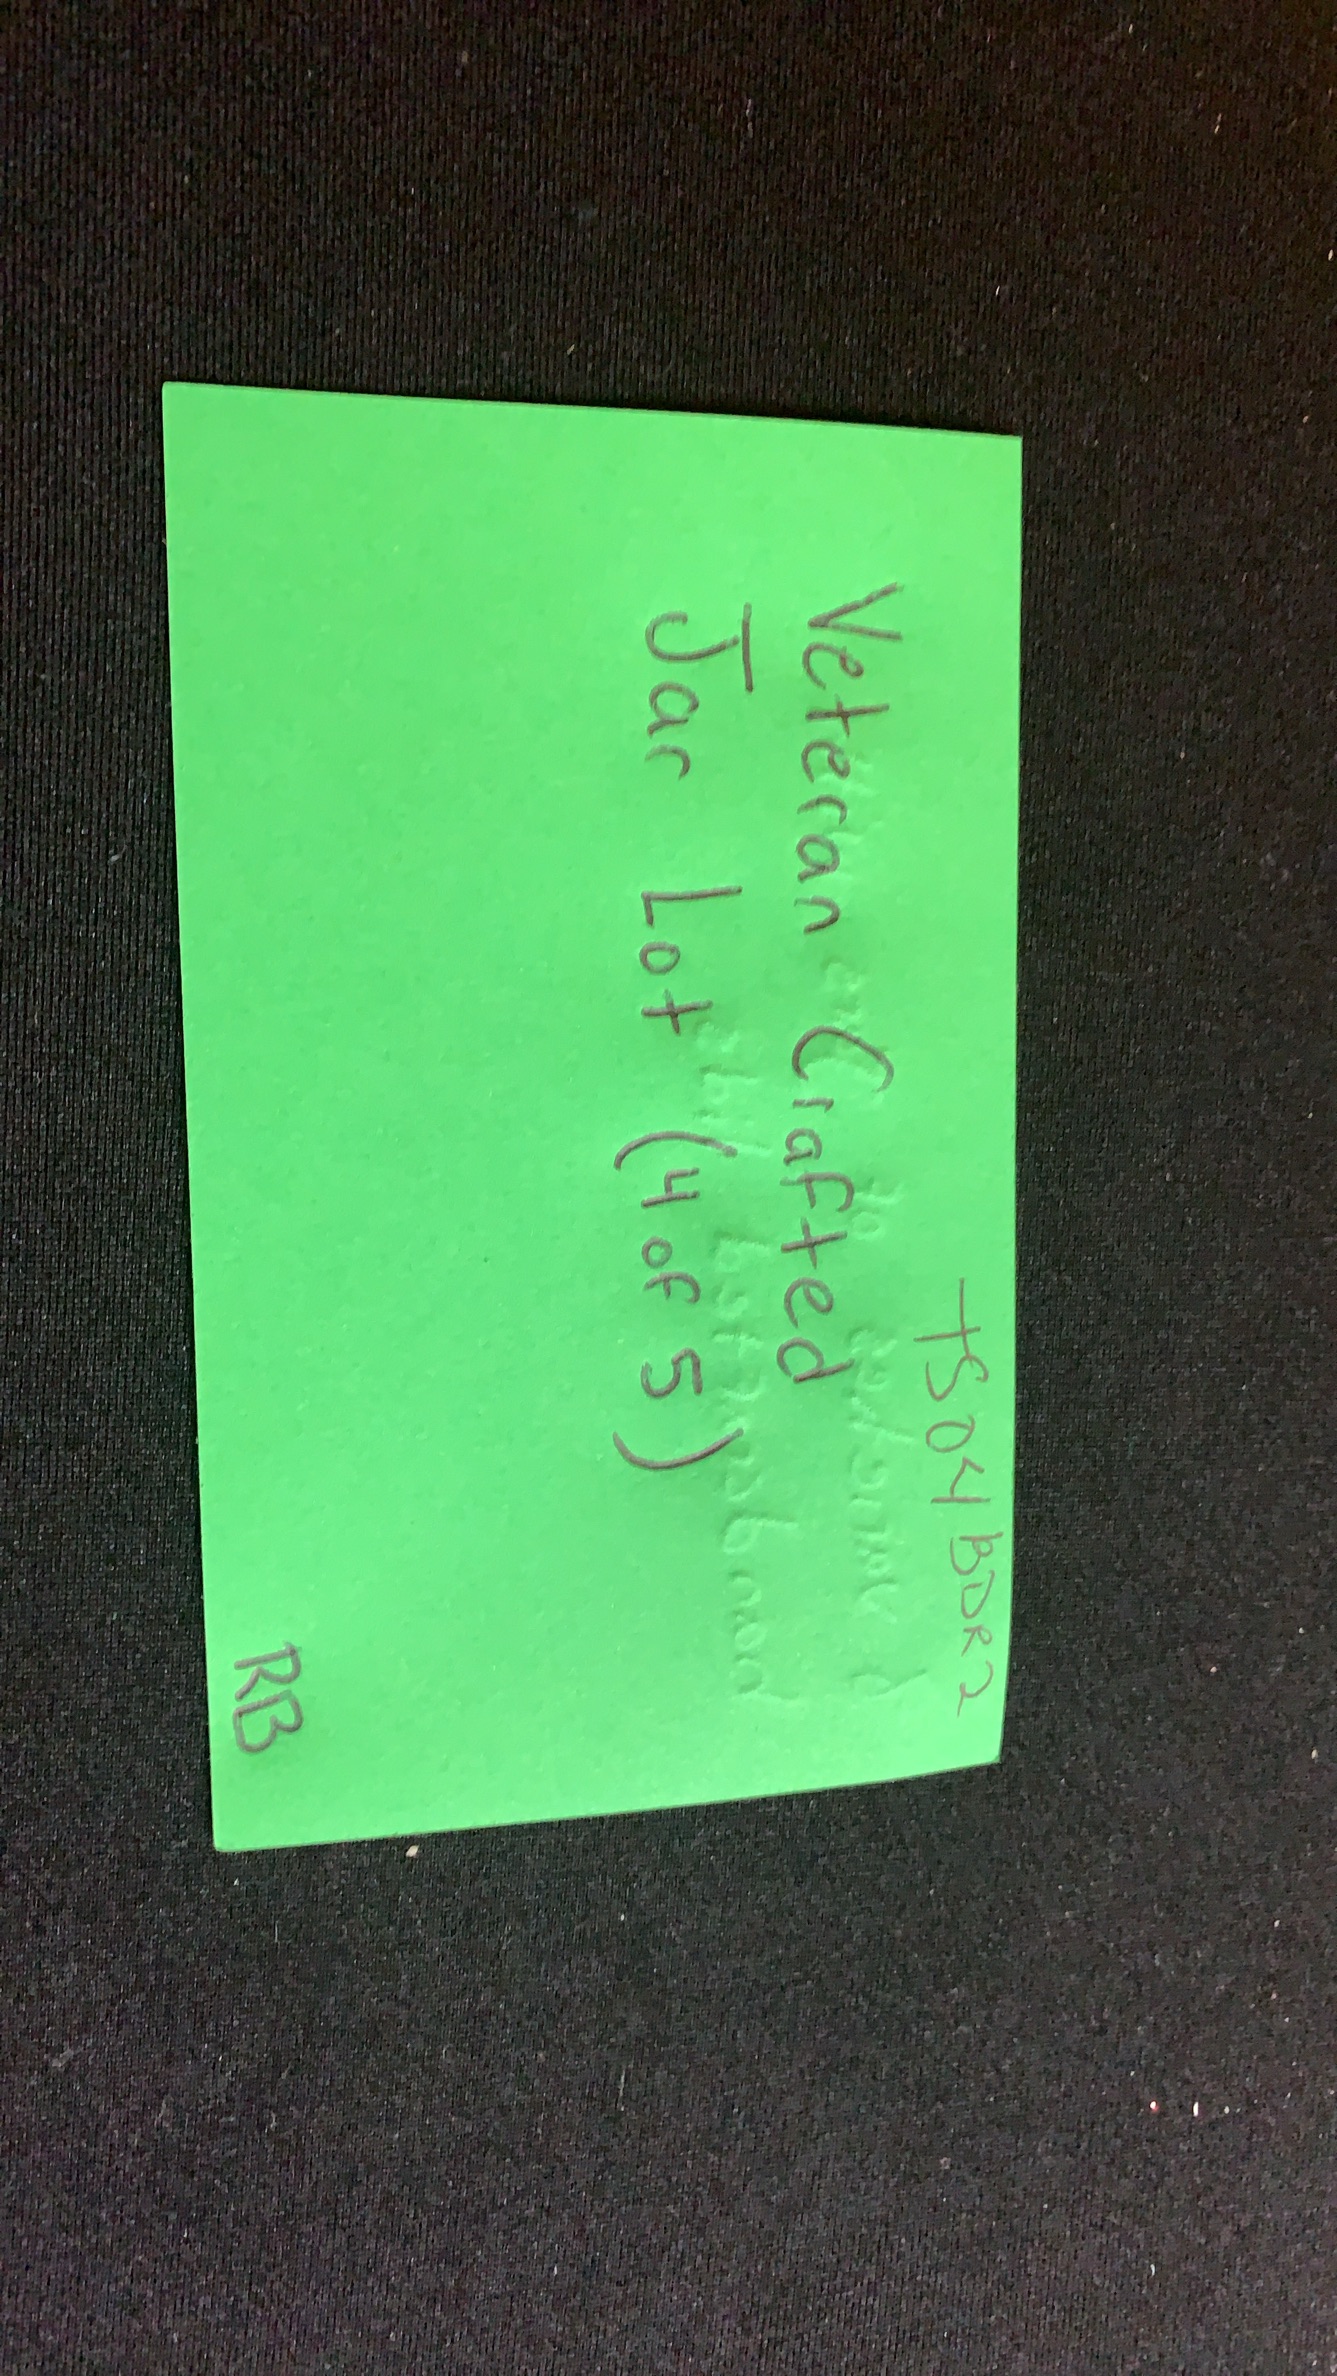 TS04BDR2
Veteran Crafted
Jar Lot (4 of 5)
RB